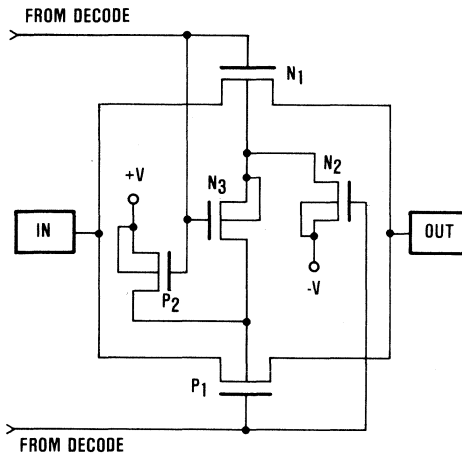 FROM DECODE
N1
N2
+V
N3
IN
OUT
P2
-V
P1
FROM DECODE